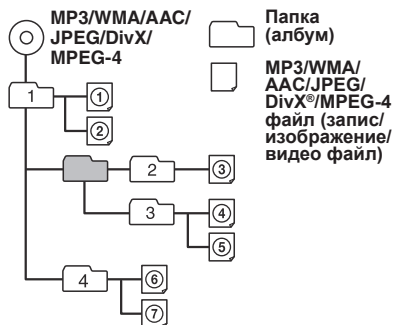 MP3/WMA/AAC/
JPEG/DivX/
MPEG-4
Папка
(албум)
MP3/WMA/
AAC/JPEG/
DivX®/MPEG-4
файл (запис/
изображение/
видео файл)
1
①
②
2
③
3
④
⑤
4
⑥
⑦